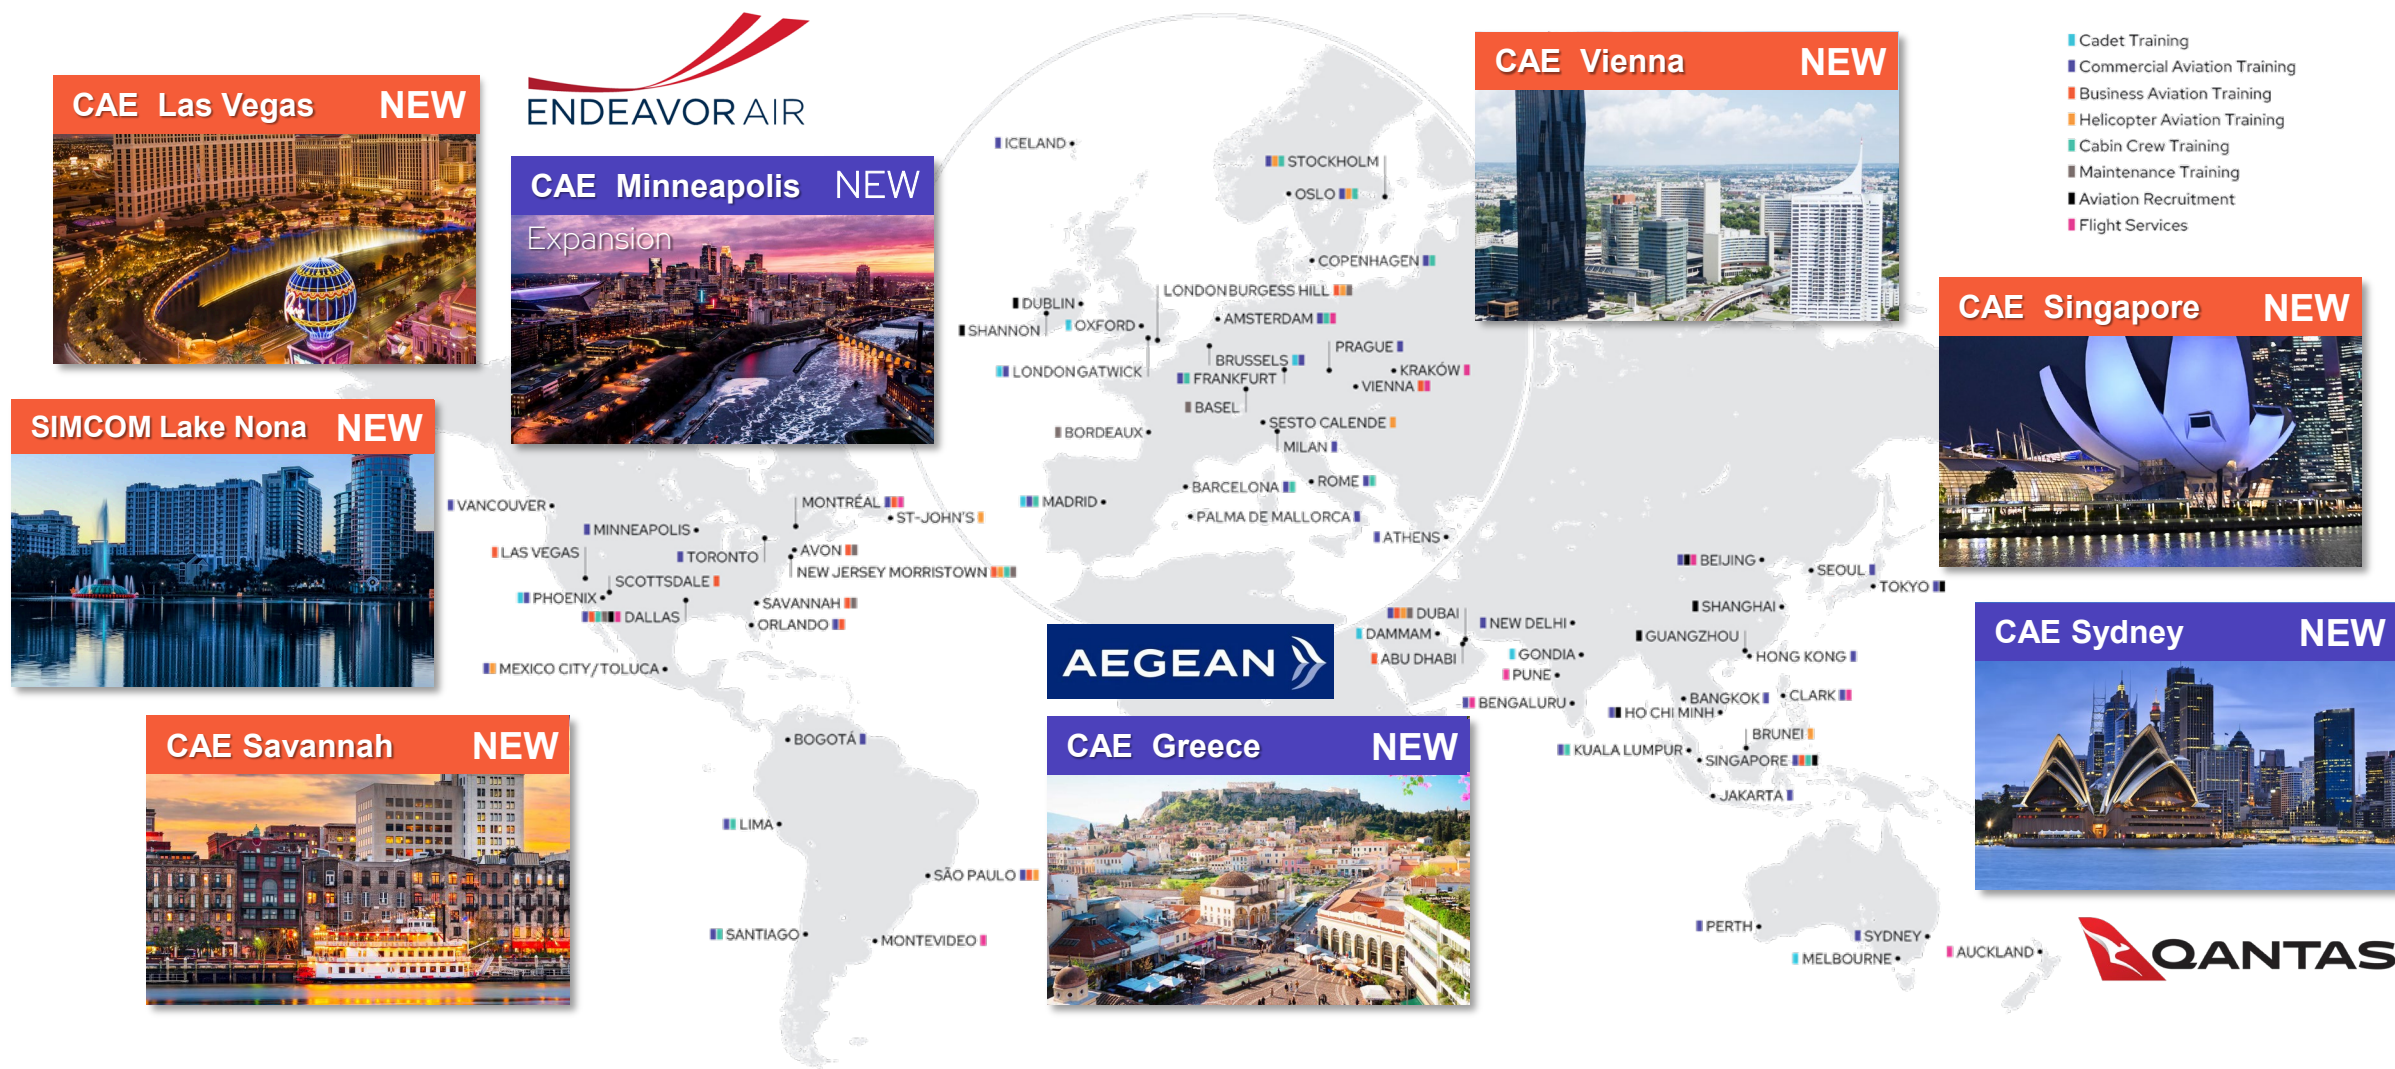 ENDEAVOR AIR
CAE Las Vegas NEW
CAE Minneapolis NEW
Expansion
CAE Vienna NEW
Cadet Training
Commercial Aviation Training
Business Aviation Training
Helicopter Aviation Training
Cabin Crew Training
Maintenance Training
Aviation Recruitment
Flight Services
CAE Singapore NEW
SIMCOM Lake Nona NEW
CAE Sydney NEW
QANTAS
CAE Savannah NEW
AEGEAN
CAE Greece NEW
ICELAND
STOCKHOLM
OSLO
COPENHAGEN
LONDON BURGESS HILL
DUBLIN
SHANNON
OXFORD
AMSTERDAM
LONDON GATWICK
BRUSSELS
PRAGUE
FRANKFURT
KRAKÓW
VIENNA
BASEL
SESTO CALENDE
BORDEAUX
MILAN
BARCELONA
ROME
MADRID
PALMA DE MALLORCA
ATHENS
VANCOUVER
MONTRÉAL
ST-JOHN'S
MINNEAPOLIS
LAS VEGAS
TORONTO
AVON
NEW JERSEY MORRISTOWN
SCOTTSDALE
PHOENIX
SAVANNAH
DALLAS
ORLANDO
MEXICO CITY/TOLUCA
BOGOTÁ
LIMA
SÃO PAULO
SANTIAGO
MONTEVIDEO
BEIJING
SEOUL
TOKYO
SHANGHAI
DUBAI
DAMMAM
ABU DHABI
NEW DELHI
GUANGZHOU
GONDIA
HONG KONG
PUNE
BENGALURU
BANGKOK
CLARK
HO CHI MINH
BRUNEI
KUALA LUMPUR
SINGAPORE
JAKARTA
PERTH
SYDNEY
MELBOURNE
AUCKLAND